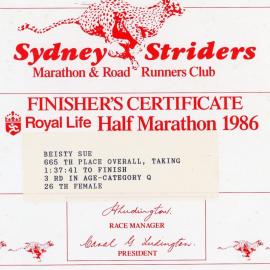 Sydney Striders
Marathon & Road Runners Club
FINISHER'S CERTIFICATE
Royal Life Half Marathon 1986
BEISTY SUE
665 TH PLACE OVERALL, TAKING
1:37:41 TO FINISH
3 RD IN AGE-CATEGORY Q
26 TH FEMALE
RACE MANAGER
PRESIDENT